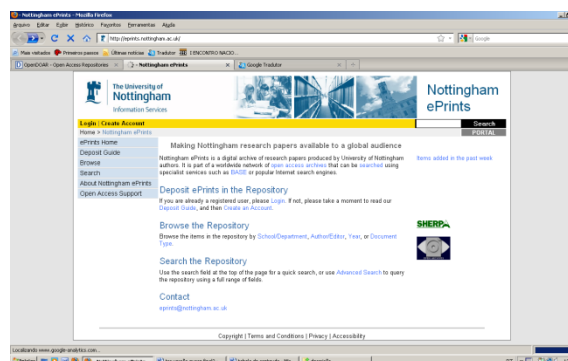 Nottingham ePrints - Mozilla Firefox
Arquivo Editar Exibir Histórico Favoritos Ferramentas Ajuda
http://eprints.nottingham.ac.uk/
Google
Mais visitados Primeiros passos Últimas notícias Tradutor I ENCONTRO NACIO...
OpenDOAR - Open Access Repositories
Nottingham ePrints
Google Tradutor
The University of
Nottingham
Information Services
Nottingham
ePrints
Login | Create Account
Search
Home > Nottingham ePrints
PORTAL
ePrints Home
Deposit Guide
Browse
Search
About Nottingham ePrints
Open Access Support
Making Nottingham research papers available to a global audience
Nottingham ePrints is a digital archive of research papers produced by University of Nottingham
authors. It is part of a worldwide network of open access archives that can be searched using
specialist services such as BASE or popular Internet search engines.
Items added in the past week
Deposit ePrints in the Repository
If you are already a registered user, please Login. If not, please take a moment to read our
Deposit Guide, and then Create an Account.
Browse the Repository
Browse the items in the repository by School/Department, Author/Editor, Year, or Document
Type.
SHERPA
Search the Repository
Use the search field at the top of the page for a quick search, or use Advanced Search to query
the repository using a full range of fields.
Contact
eprints@nottingham.ac.uk
Copyright | Terms and Conditions | Privacy | Accessibility
Localizando www.google-analytics.com...